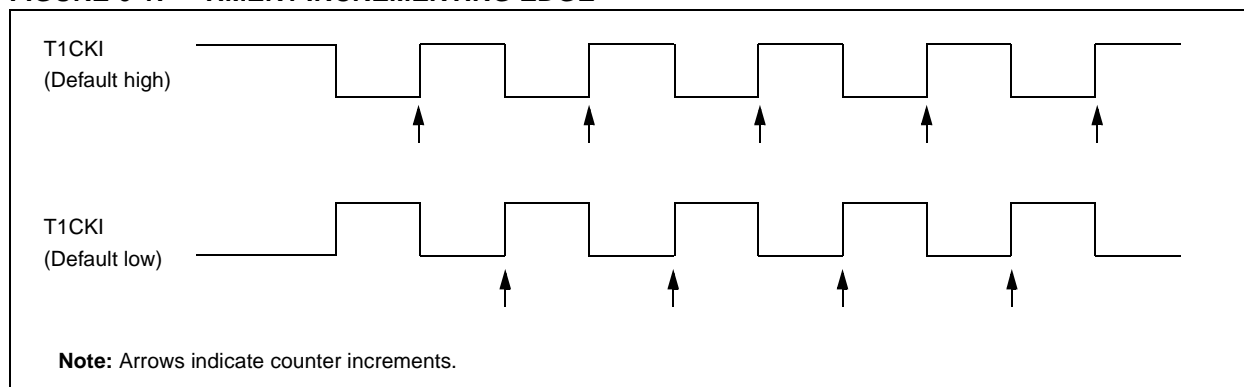 T1CKI
(Default high)
T1CKI
(Default low)
Note: Arrows indicate counter increments.